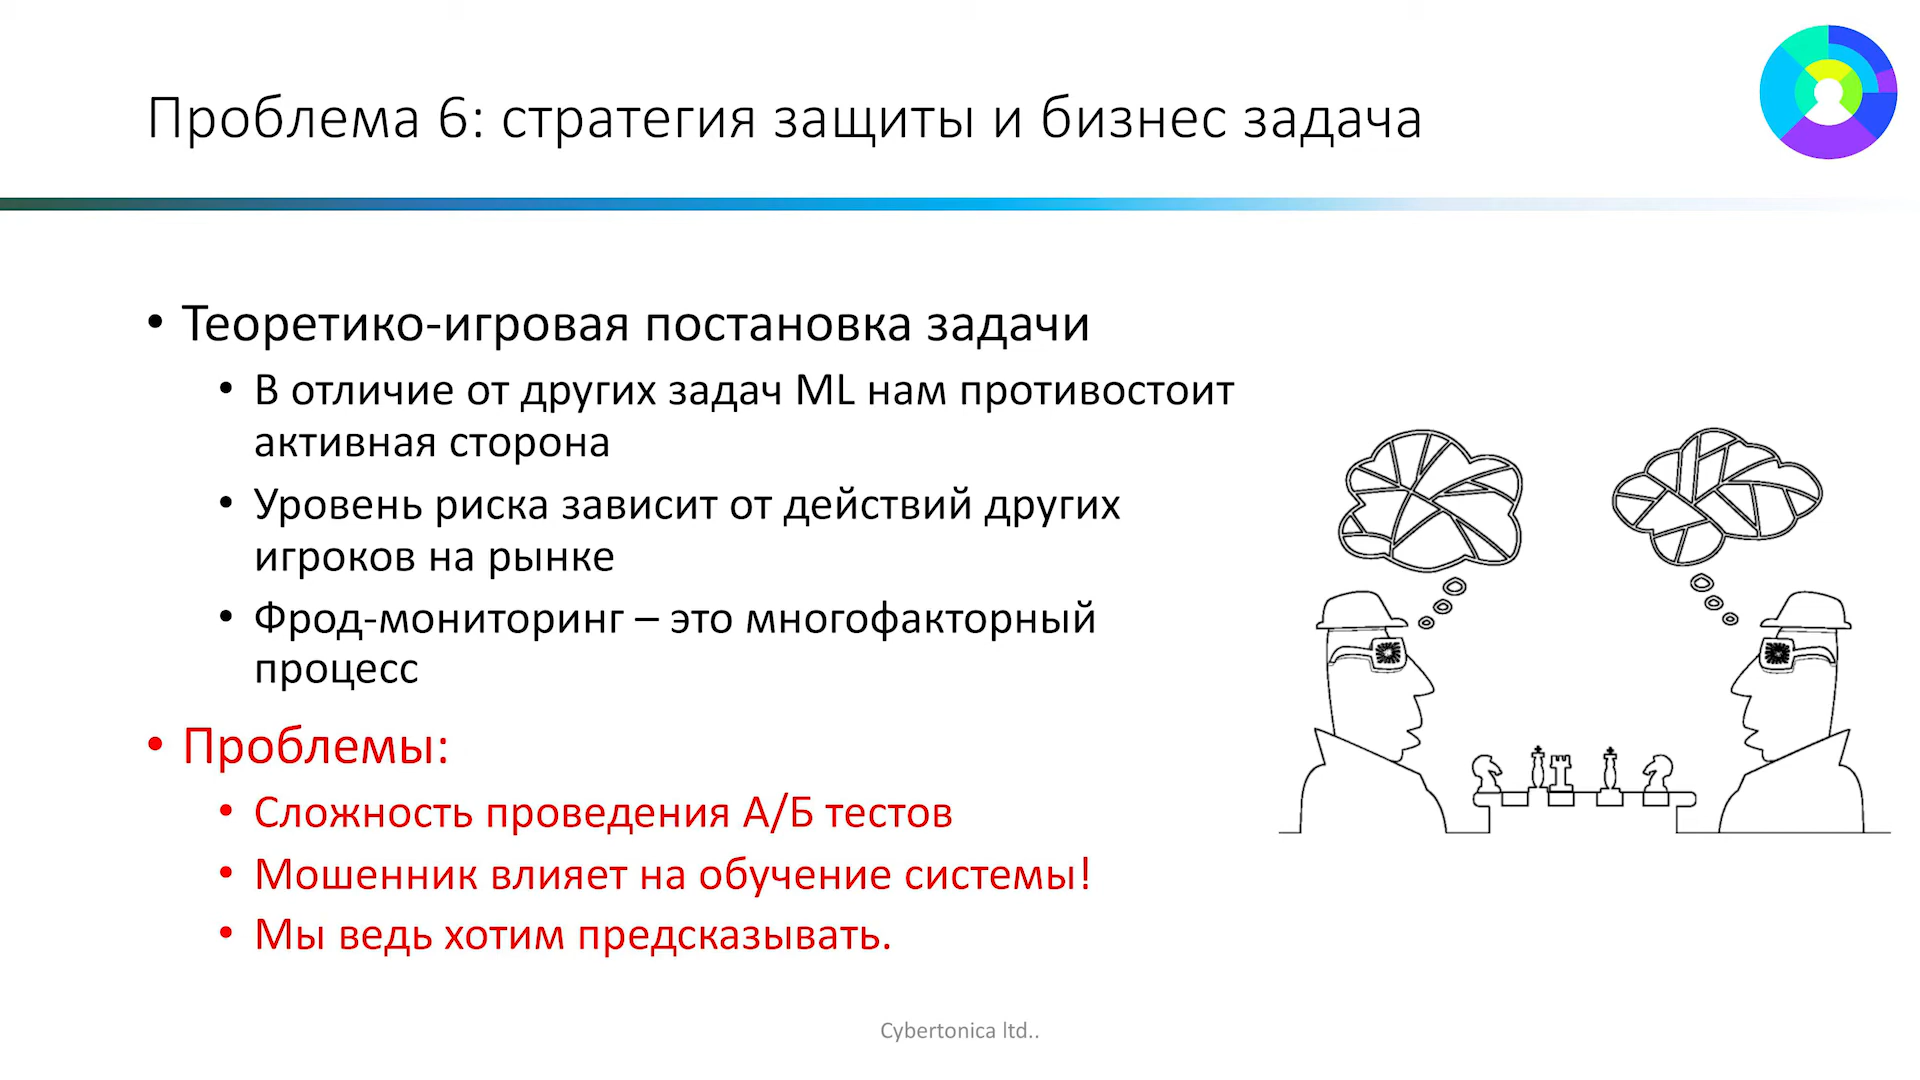 Проблема 6: стратегия защиты и бизнес задача
• Теоретико-игровая постановка задачи
• В отличие от других задач ML нам противостоит
активная сторона
• Уровень риска зависит от действий других
игроков на рынке
• Фрод-мониторинг – это многофакторный
процесс
• Проблемы:
• Сложность проведения А/Б тестов
• Мошенник влияет на обучение системы!
• Мы ведь хотим предсказывать.
Cybertonica ltd..